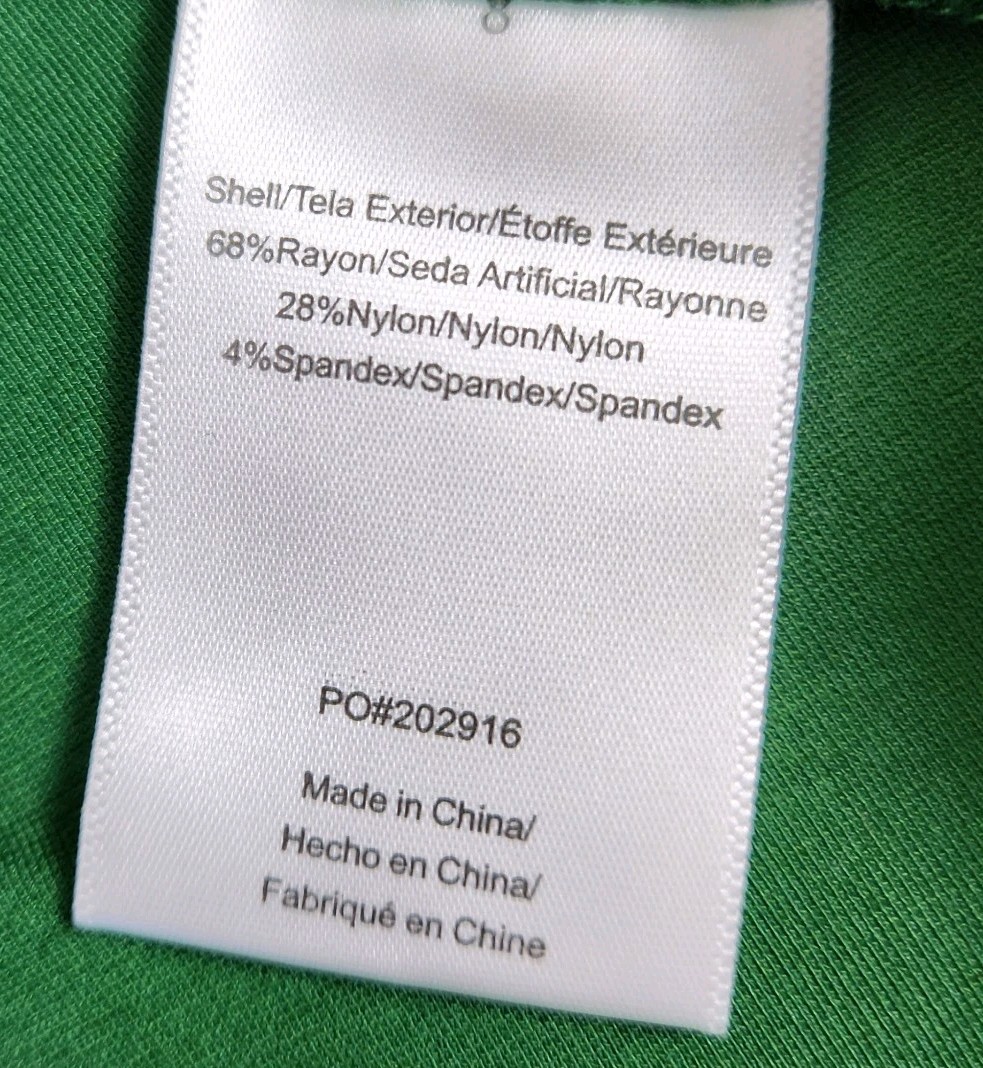 8
Shell/Tela Exterior/Étoffe Extérieure
68%Rayon/Seda Artificial/Rayonne
28%Nylon/Nylon/Nylon
4%Spandex/Spandex/Spandex
PO#202916
Made in China/
Hecho en China/
Fabriqué en Chine